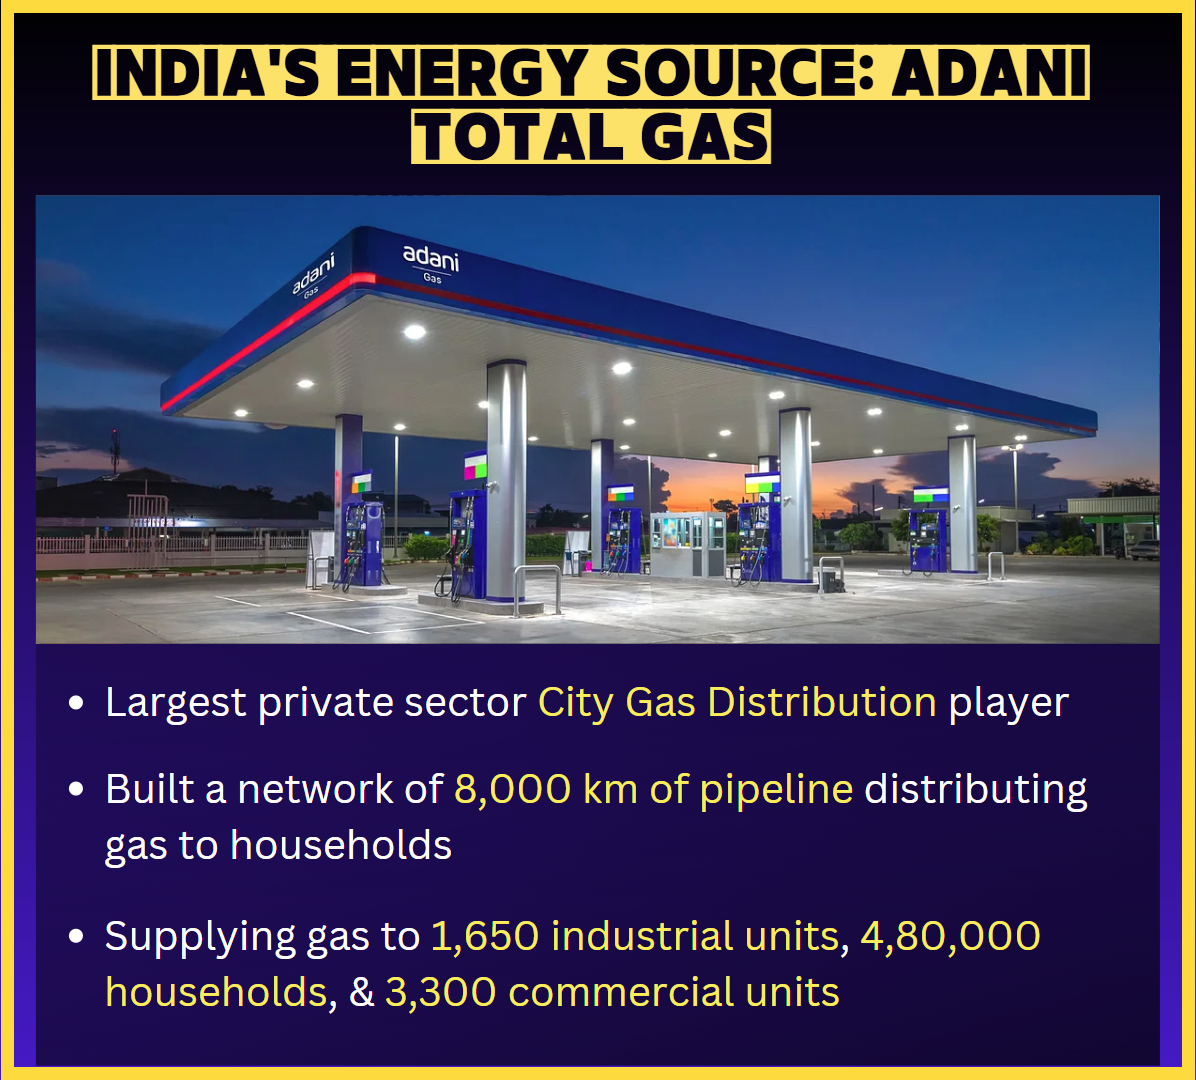 INDIA'S ENERGY SOURCE: ADANI
TOTAL GAS
adani
Gas
adani
Gas
• Largest private sector City Gas Distribution player
• Built a network of 8,000 km of pipeline distributing
gas to households
• Supplying gas to 1,650 industrial units, 4,80,000
households, & 3,300 commercial units